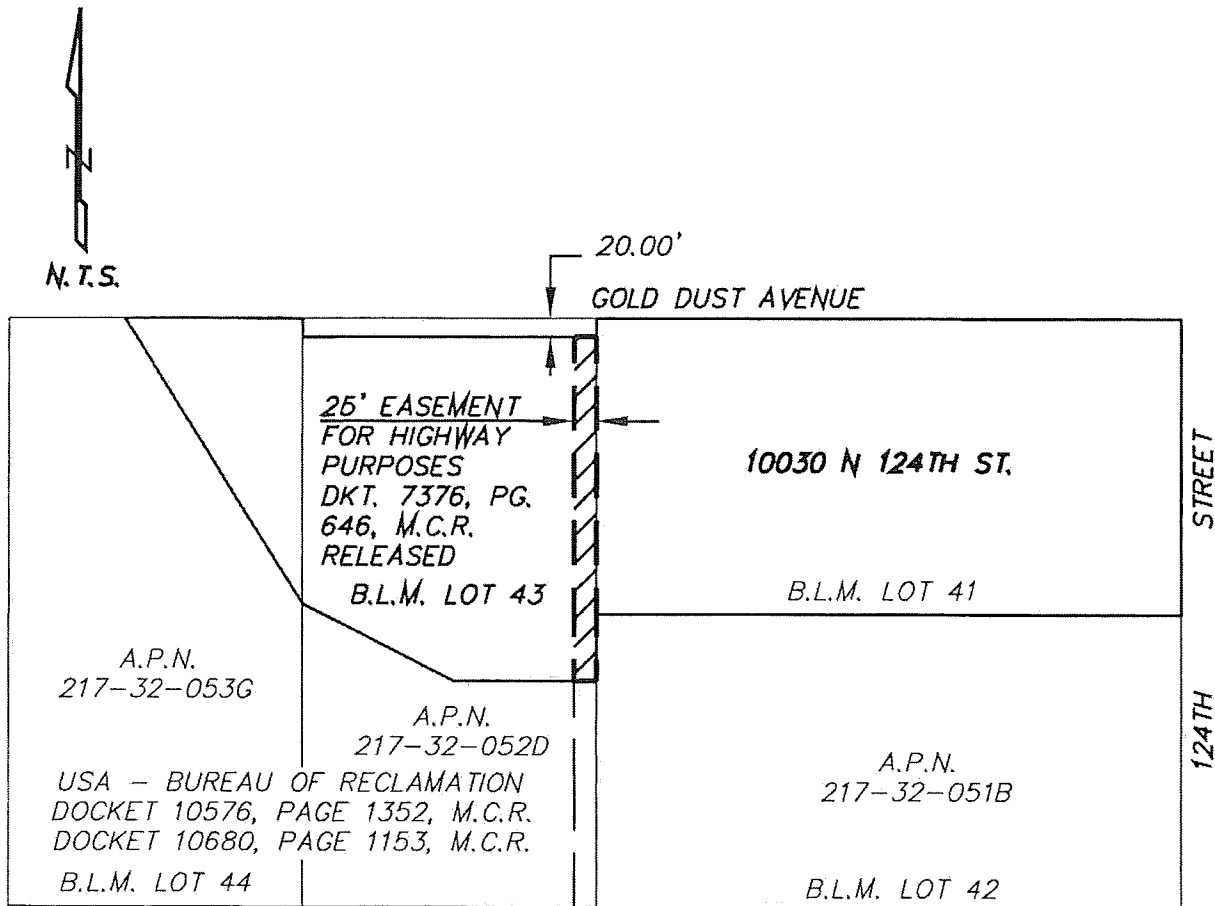 N
N.T.S.
20.00'
GOLD DUST AVENUE
25' EASEMENT
FOR HIGHWAY
PURPOSES
DKT. 7376, PG.
646, M.C.R.
RELEASED
B.L.M. LOT 43
10030 N 124TH ST.
B.L.M. LOT 41
124TH STREET
A.P.N.
217-32-053G
A.P.N.
217-32-052D
A.P.N.
217-32-051B
USA - BUREAU OF RECLAMATION
DOCKET 10576, PAGE 1352, M.C.R.
DOCKET 10680, PAGE 1153, M.C.R.
B.L.M. LOT 44
B.L.M. LOT 42